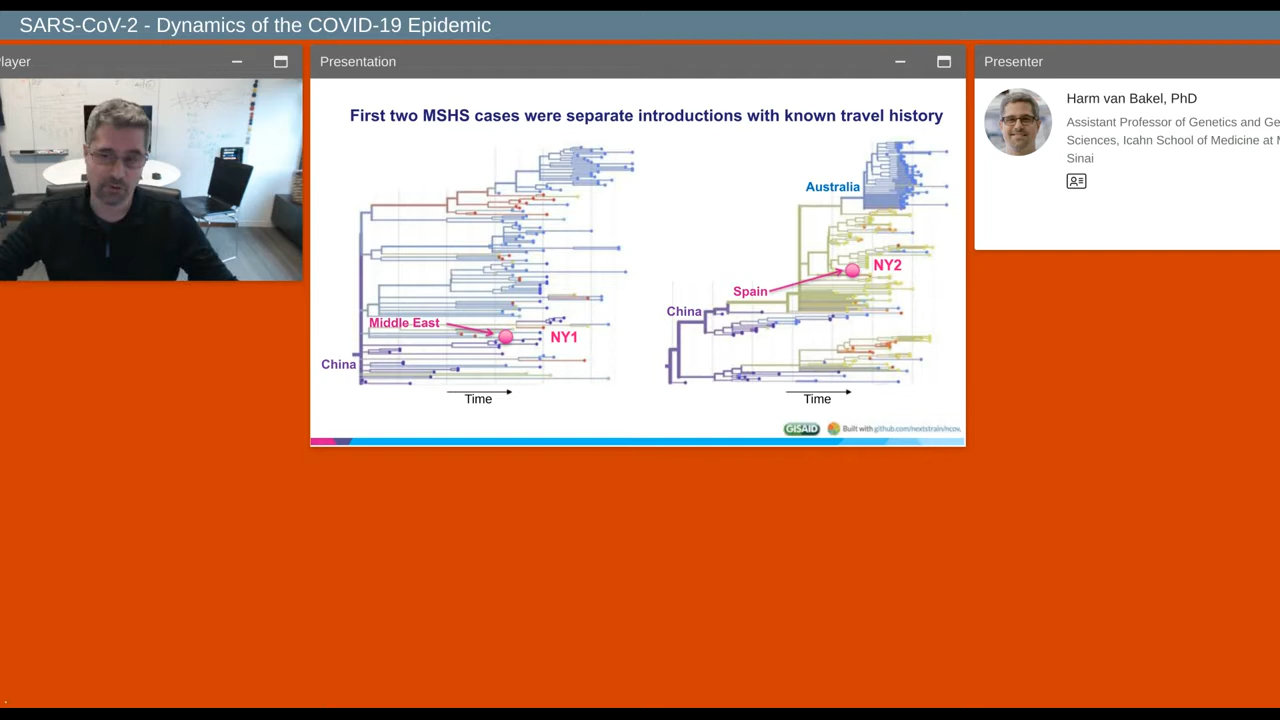 SARS-CoV-2 - Dynamics of the COVID-19 Epidemic
layer
Presentation
Presenter
First two MSHS cases were separate introductions with known travel history
Australia
NY2
Spain
China
Middle East
NY1
China
Time
Time
GISAID
Built with github.com/nextstrain/ncov.
Harm van Bakel, PhD
Assistant Professor of Genetics and Ge
Sciences, Icahn School of Medicine at M
Sinai